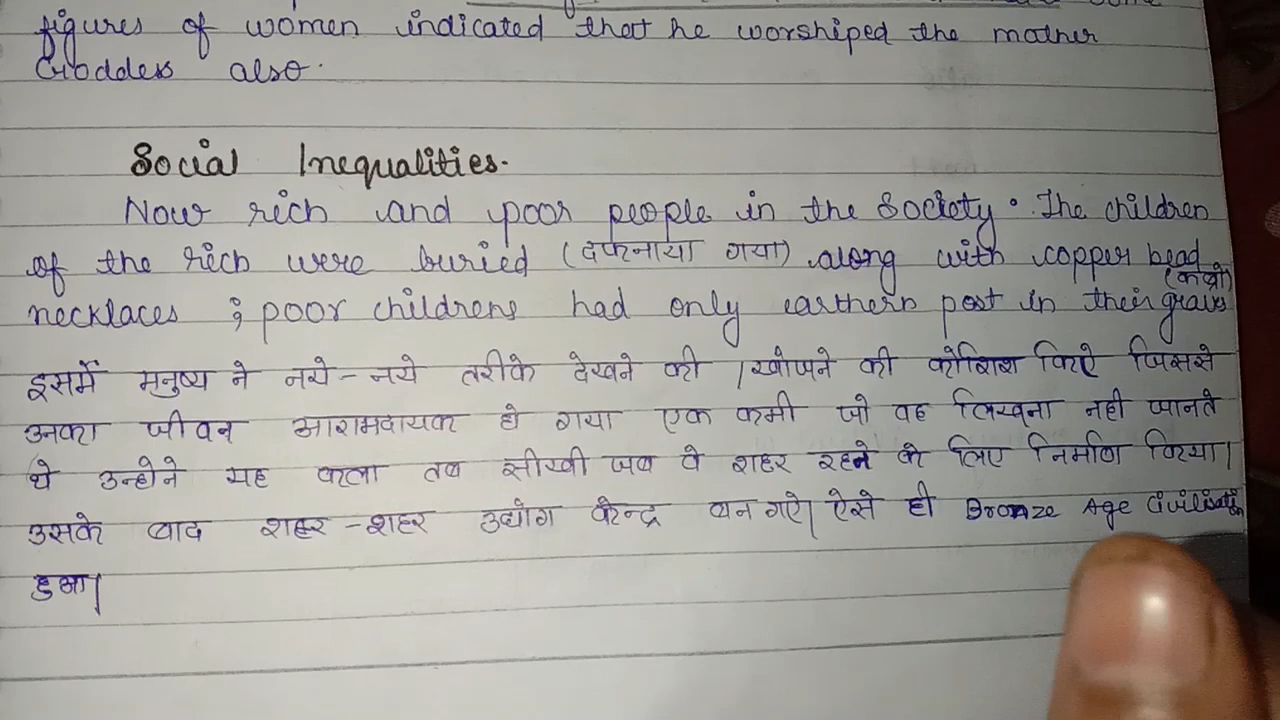 figures of women indicated that he worshiped the mother
Goddess also.
Social Inequalities.
Now rich and poor people in the Society. The children
of the rich were buried (दफनाया गया) along with copper bead
necklaces ; poor childrens had only earthern post in their graves (कब्रो)
इसमें मनुष्य ने नये-नये तरीके देखने की / खोजने की कोशिश किऐ जिससे
उनका जीवन आरामदायक हो गया एक कमी जो वह लिखना नही जानते
थे उन्होने यह कला तब सीखी जब वे शहर रहने के लिए निर्माण किया।
उसके बाद शहर-शहर उद्योग केन्द्र बन गऐ। ऐसे ही Bronze Age Civilisation
हुआ।